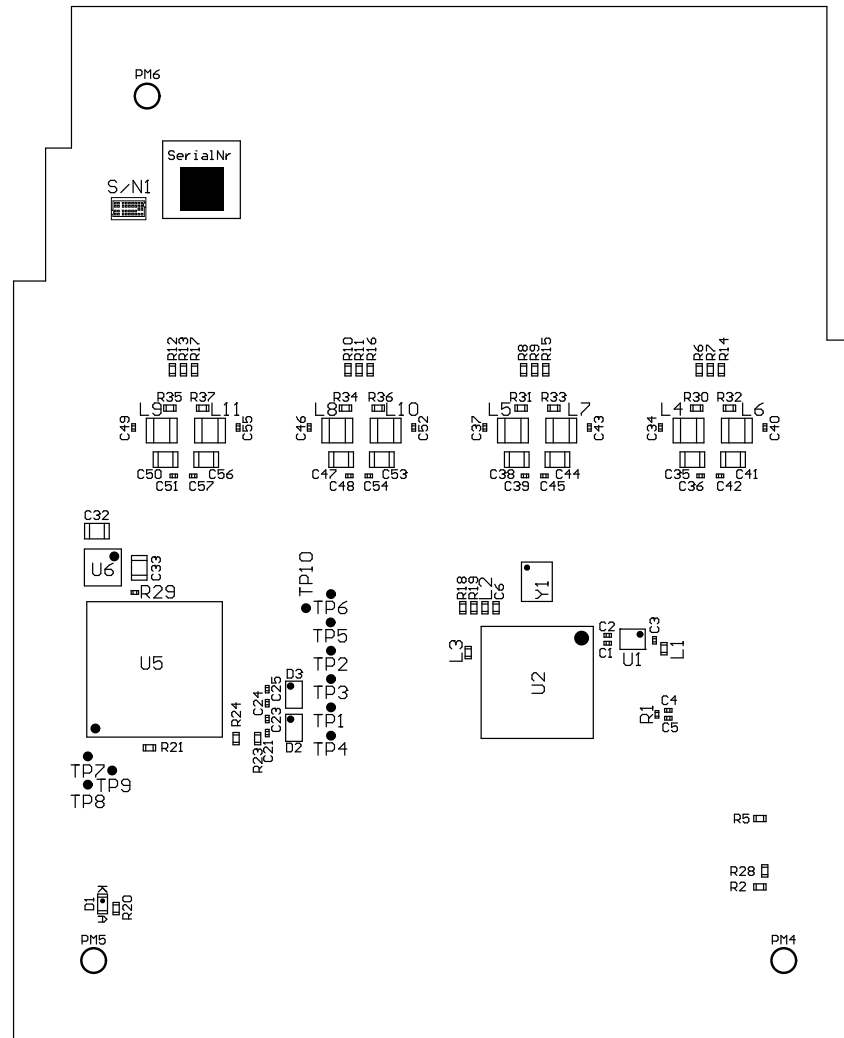 PM6
SerialNr
S/N1
R12 R13 R17 R10 R11 R16 R8 R9 R15 R6 R7 R14
R35 R37 R34 R36 R31 R33 R30 R32
L9 L11 L8 L10 L5 L7 L4 L6
C49 C55 C46 C52 C37 C43 C34 C40
C50 C56 C47 C53 C38 C44 C35 C41
C51 C57 C48 C54 C39 C45 C36 C42
C32
U6 C33 TP10
R29 Y1
TP6 R18 R19 L2 C6
TP5 C2 C3
C1 U1 L1
L3
U5 TP2
D3 U2
C24 C25 TP3
R24 R1 C4
C23 TP1 C5
R21 R23 C21 D2 TP4
TP7 TP9
TP8
R5
R28
R2
K
D1 R20
A
PM5 PM4